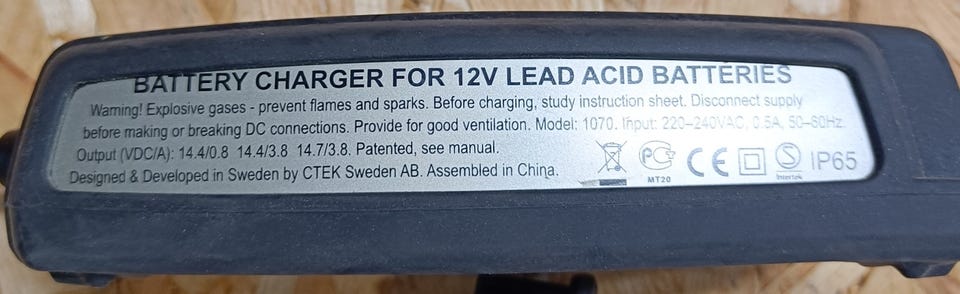 BATTERY CHARGER FOR 12V LEAD ACID BATTERIES
Warning! Explosive gases - prevent flames and sparks. Before charging, study instruction sheet. Disconnect supply
before making or breaking DC connections. Provide for good ventilation. Model: 1070. Input: 220-240VAC, 0.5A, 50-60Hz.
Output (VDC/A): 14.4/0.8 14.4/3.8 14.7/3.8. Patented, see manual.
Designed & Developed in Sweden by CTEK Sweden AB. Assembled in China.
MT20
CE
S
Intertek
IP65